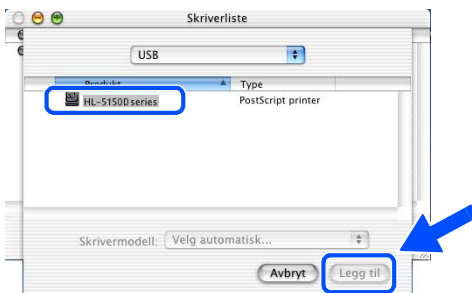 Skriverliste
USB
Produkt Type
HL-5150D series PostScript printer
Skrivermodell: Velg automatisk...
Avbryt Legg til